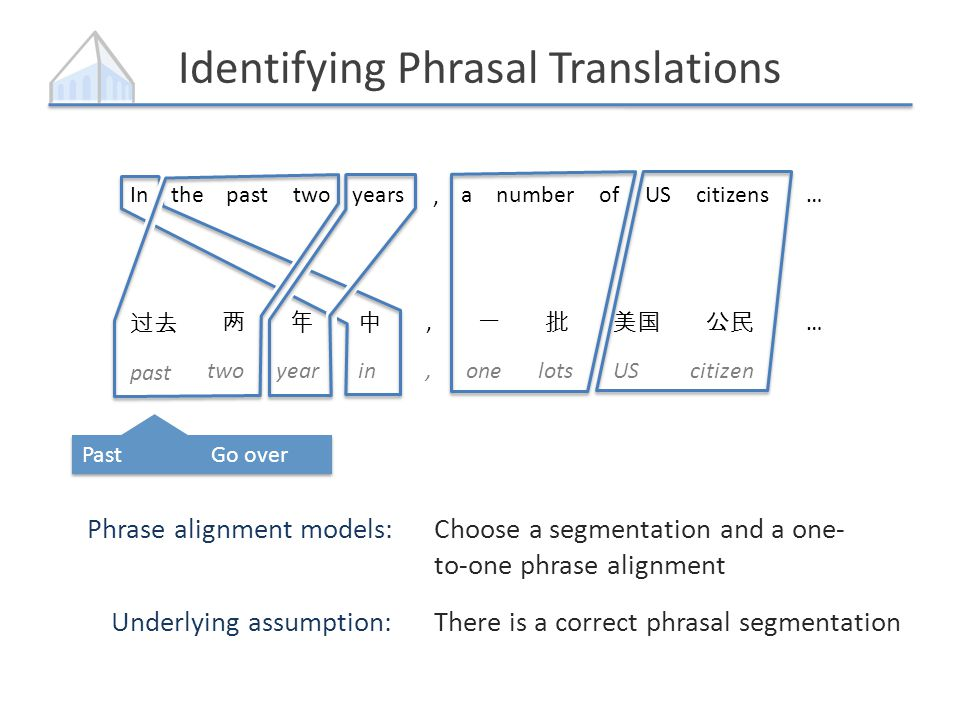 Identifying Phrasal Translations
In the past two years , a number of US citizens …
过去 两 年 中 , 一 批 美国 公民 …
past two year in , one lots US citizen
Past Go over
Phrase alignment models: Choose a segmentation and a one-
to-one phrase alignment
Underlying assumption: There is a correct phrasal segmentation